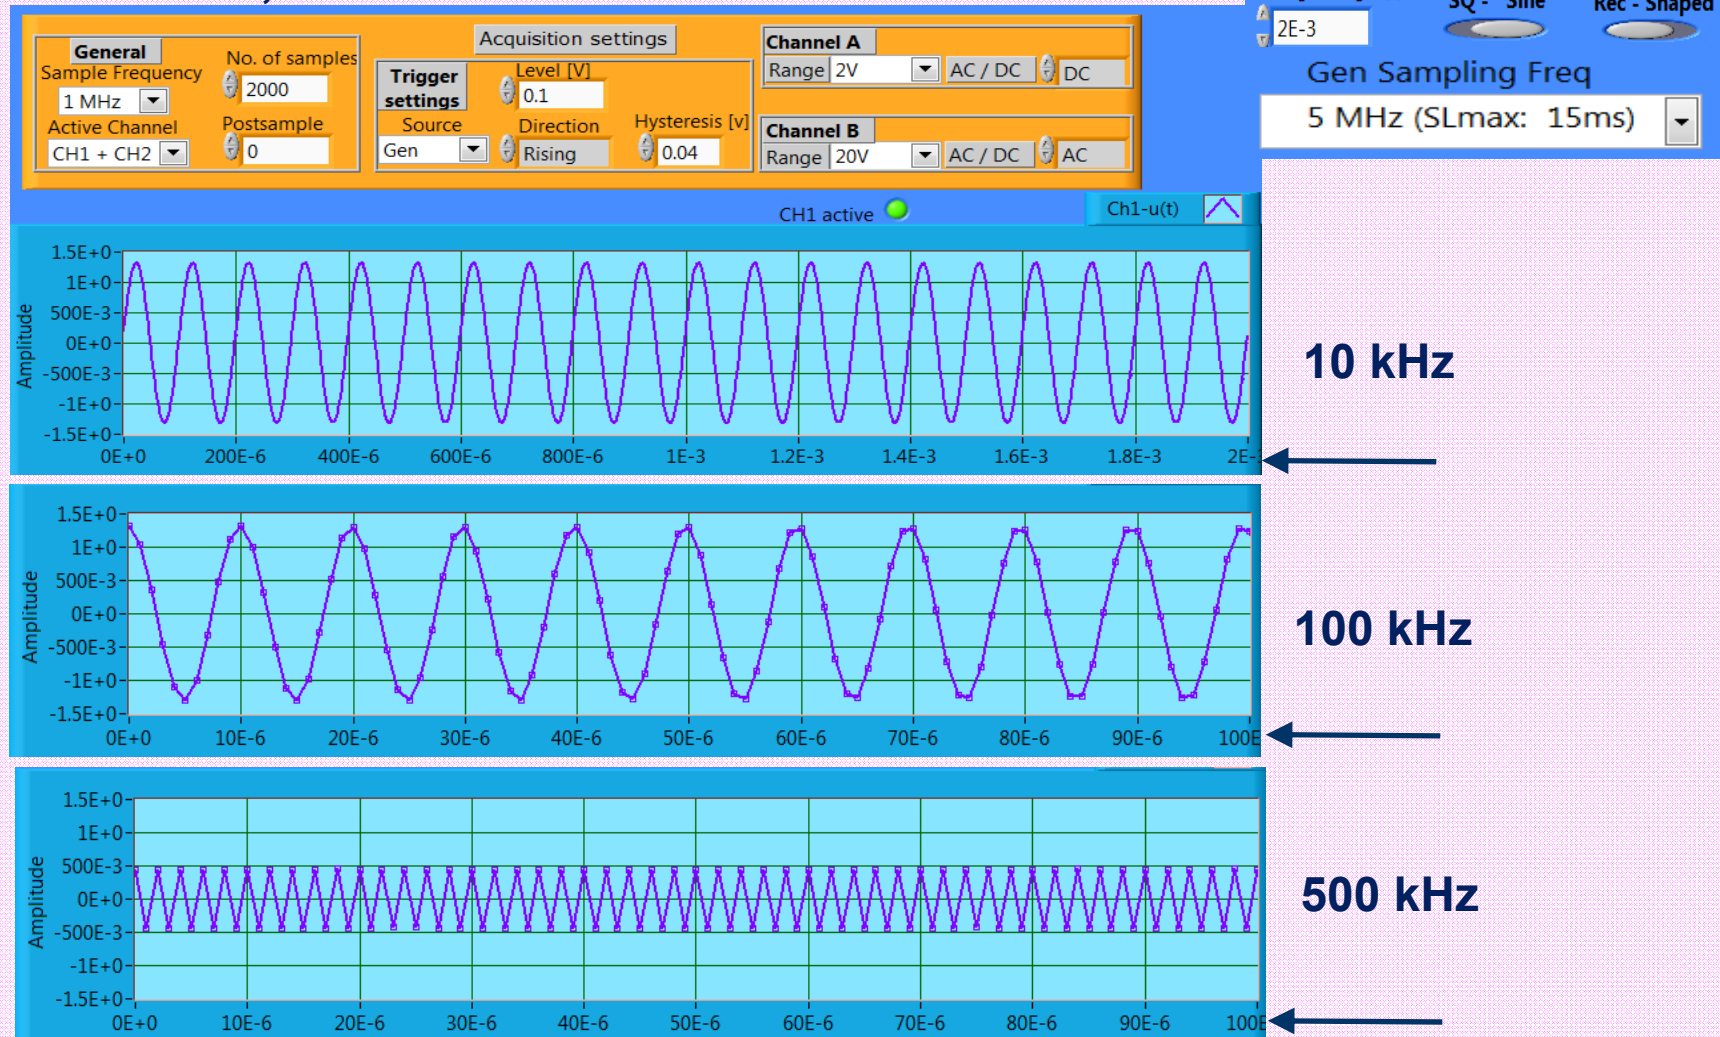 SQ - Sine
Rec - Shaped
2E-3
Gen Sampling Freq
5 MHz (SLmax: 15ms)
Acquisition settings
General
Sample Frequency
1 MHz
Active Channel
CH1 + CH2
No. of samples
2000
Postsample
0
Trigger
settings
Source
Gen
Level [V]
0.1
Direction
Rising
Hysteresis [v]
0.04
Channel A
Range 2V AC / DC DC
Channel B
Range 20V AC / DC AC
CH1 active
Ch1-u(t)
Amplitude
1.5E+0
1E+0
500E-3
0E+0
-500E-3
-1E+0
-1.5E+0
0E+0 200E-6 400E-6 600E-6 800E-6 1E-3 1.2E-3 1.4E-3 1.6E-3 1.8E-3 2E-
10 kHz
Amplitude
1.5E+0
1E+0
500E-3
0E+0
-500E-3
-1E+0
-1.5E+0
0E+0 10E-6 20E-6 30E-6 40E-6 50E-6 60E-6 70E-6 80E-6 90E-6 100E
100 kHz
Amplitude
1.5E+0
1E+0
500E-3
0E+0
-500E-3
-1E+0
-1.5E+0
0E+0 10E-6 20E-6 30E-6 40E-6 50E-6 60E-6 70E-6 80E-6 90E-6 100E
500 kHz